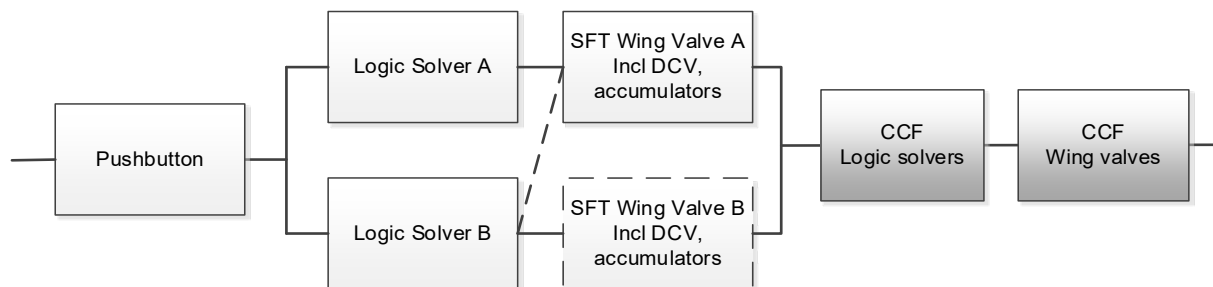 Pushbutton
Logic Solver A
Logic Solver B
SFT Wing Valve A
Incl DCV,
accumulators
SFT Wing Valve B
Incl DCV,
accumulators
CCF
Logic solvers
CCF
Wing valves